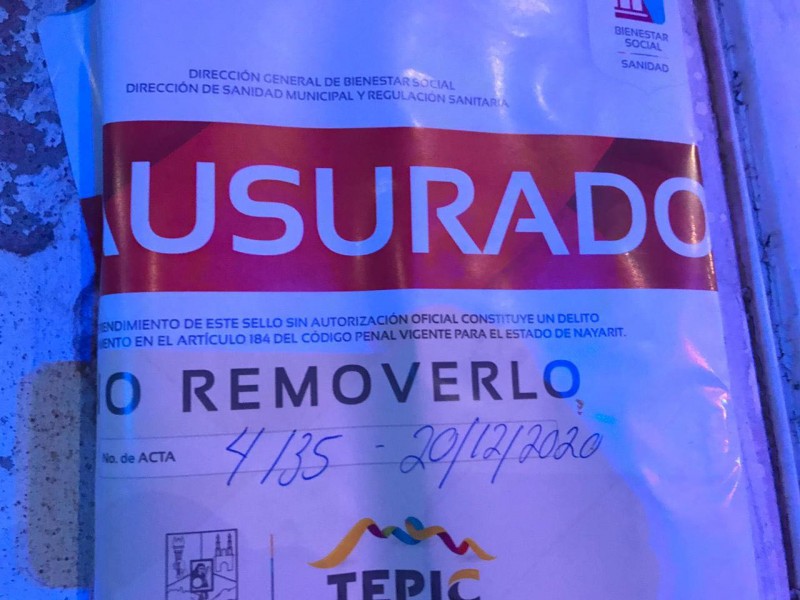 BIENESTAR
SOCIAL
SANIDAD
DIRECCIÓN GENERAL DE BIENESTAR SOCIAL
DIRECCIÓN DE SANIDAD MUNICIPAL Y REGULACIÓN SANITARIA
AUSURADO
ENDIMIENTO DE ESTE SELLO SIN AUTORIZACIÓN OFICIAL CONSTITUYE UN DELITO
MENTO EN EL ARTÍCULO 184 DEL CÓDIGO PENAL VIGENTE PARA EL ESTADO DE NAYARIT.
O REMOVERLO
No. de ACTA 4/35 - 20/12/2020
TEPIC